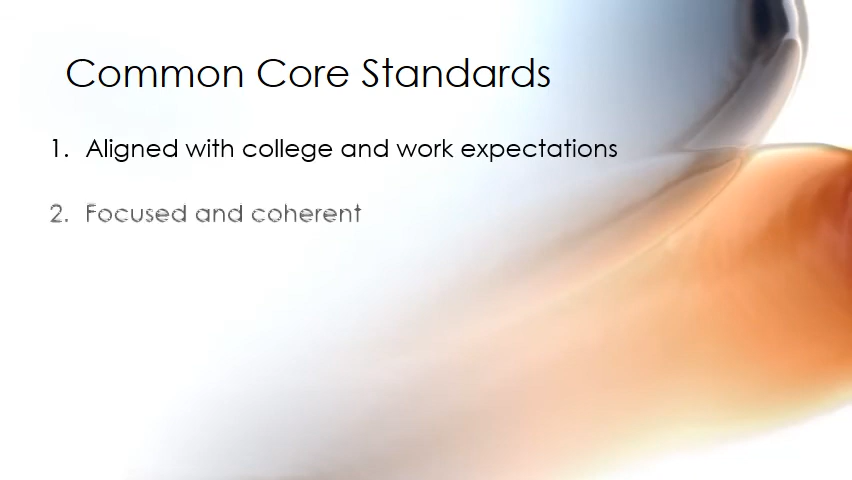 Common Core Standards
1. Aligned with college and work expectations
2. Focused and coherent